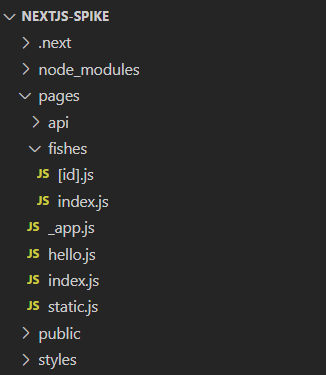 NEXTJS-SPIKE
.next
node_modules
pages
api
fishes
JS [id].js
JS index.js
JS _app.js
JS hello.js
JS index.js
JS static.js
public
styles